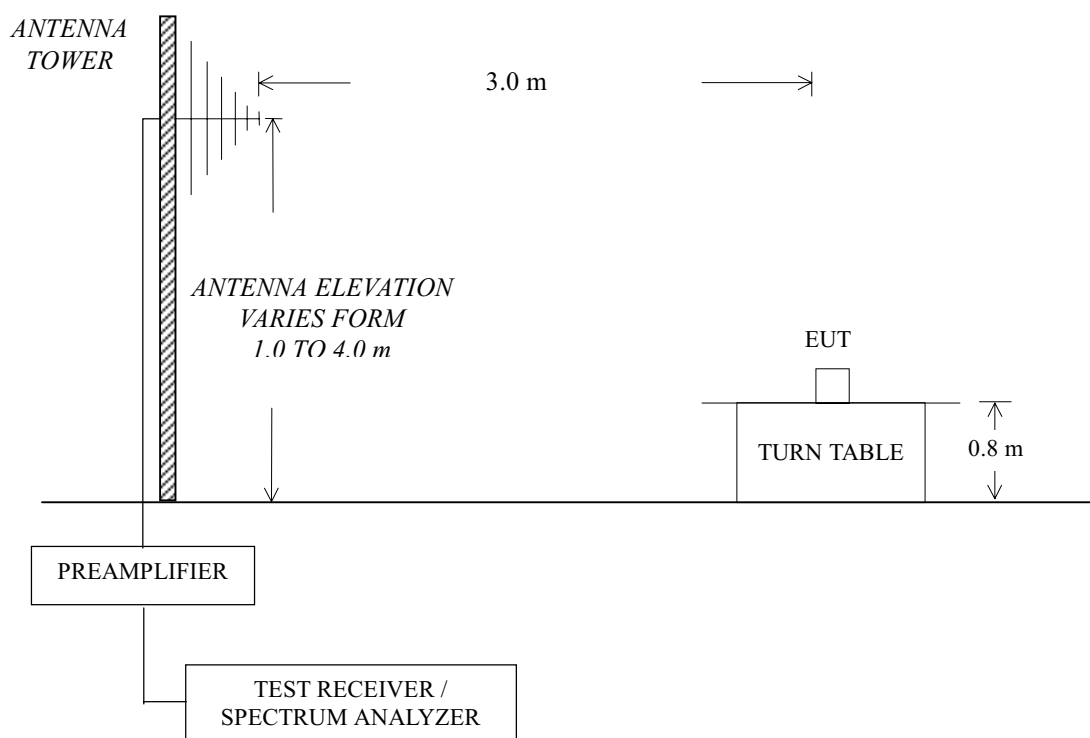 ANTENNA
TOWER
3.0 m
ANTENNA ELEVATION
VARIES FORM
1.0 TO 4.0 m
EUT
TURN TABLE
0.8 m
PREAMPLIFIER
TEST RECEIVER /
SPECTRUM ANALYZER